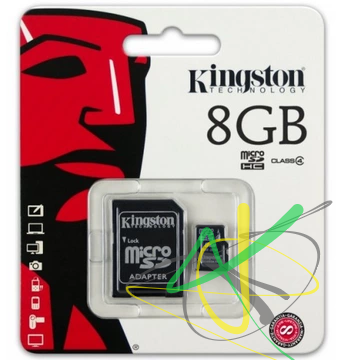 Kingston
TECHNOLOGY
8GB
micro
SD
HC
CLASS 4
Kingston
Lock
micro
SD
ADAPTER